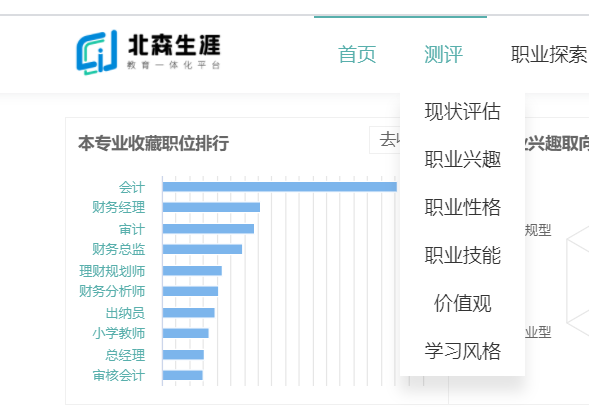 北森生涯
教育一体化平台
首页
测评
职业探索
现状评估
职业兴趣
职业性格
职业技能
价值观
学习风格
本专业收藏职位排行
去
会计
财务经理
审计
财务总监
理财规划师
财务分析师
出纳员
小学教师
总经理
审核会计
业兴趣取向
规型
业型